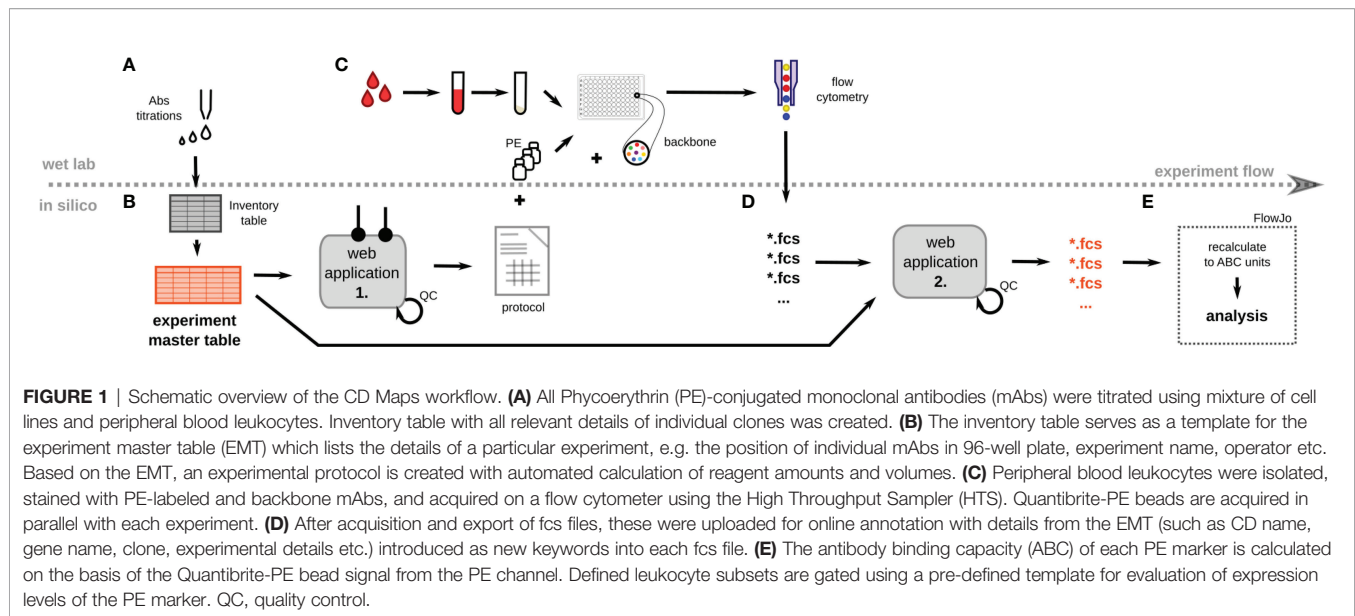 A
C
Abs
titrations
PE
+
backbone
flow
cytometry
wet lab
experiment flow
in silico
B
Inventory
table
experiment
master table
web
application
1.
QC
+
protocol
D
*.fcs
*.fcs
*.fcs
...
web
application
2.
QC
*.fcs
*.fcs
*.fcs
...
E
FlowJo
recalculate
to ABC units
analysis
FIGURE 1 | Schematic overview of the CD Maps workflow. (A) All Phycoerythrin (PE)-conjugated monoclonal antibodies (mAbs) were titrated using mixture of cell
lines and peripheral blood leukocytes. Inventory table with all relevant details of individual clones was created. (B) The inventory table serves as a template for the
experiment master table (EMT) which lists the details of a particular experiment, e.g. the position of individual mAbs in 96-well plate, experiment name, operator etc.
Based on the EMT, an experimental protocol is created with automated calculation of reagent amounts and volumes. (C) Peripheral blood leukocytes were isolated,
stained with PE-labeled and backbone mAbs, and acquired on a flow cytometer using the High Throughput Sampler (HTS). Quantibrite-PE beads are acquired in
parallel with each experiment. (D) After acquisition and export of fcs files, these were uploaded for online annotation with details from the EMT (such as CD name,
gene name, clone, experimental details etc.) introduced as new keywords into each fcs file. (E) The antibody binding capacity (ABC) of each PE marker is calculated
on the basis of the Quantibrite-PE bead signal from the PE channel. Defined leukocyte subsets are gated using a pre-defined template for evaluation of expression
levels of the PE marker. QC, quality control.